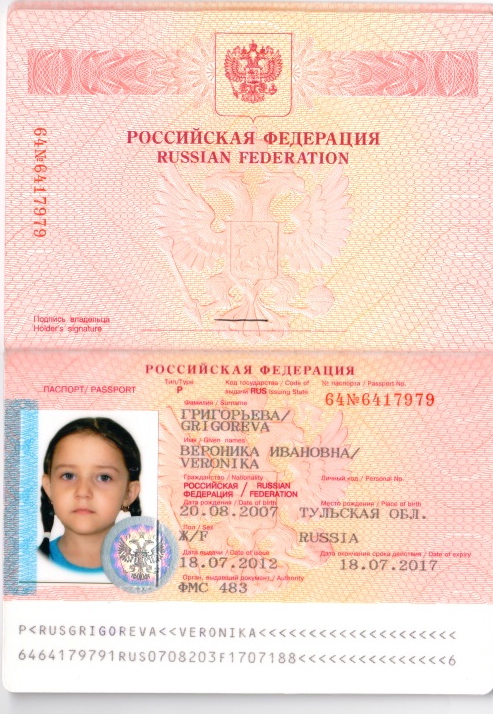 64№6417979
РОССИЙСКАЯ ФЕДЕРАЦИЯ
RUSSIAN FEDERATION
Подпись владельца
Holder's signature
РОССИЙСКАЯ ФЕДЕРАЦИЯ
ПАСПОРТ/ PASSPORT
Тип/Type Код государства / Code of № паспорта / Passport No.
P выдачи RUS issuing State 64№6417979
Фамилия / Surname
ГРИГОРЬЕВА/
GRIGOREVA
Имя / Given names
ВЕРОНИКА ИВАНОВНА/
VERONIKA
Гражданство / Nationality Личный код / Personal No.
РОССИЙСКАЯ / RUSSIAN
ФЕДЕРАЦИЯ / FEDERATION
Дата рождения / Date of birth Место рождения / Place of birth
20.08.2007 ТУЛЬСКАЯ ОБЛ.
Пол / Sex
Ж/F RUSSIA
Дата выдачи / Date of issue Дата окончания срока действия / Date of expiry
18.07.2012 18.07.2017
Орган, выдавший документ / Authority
ФМС 483
P<RUSGRIGOREVA<<VERONIKA<<<<<<<<<<<<<<<<<<<<
6464179791RUS0708203F1707188<<<<<<<<<<<<<<<6